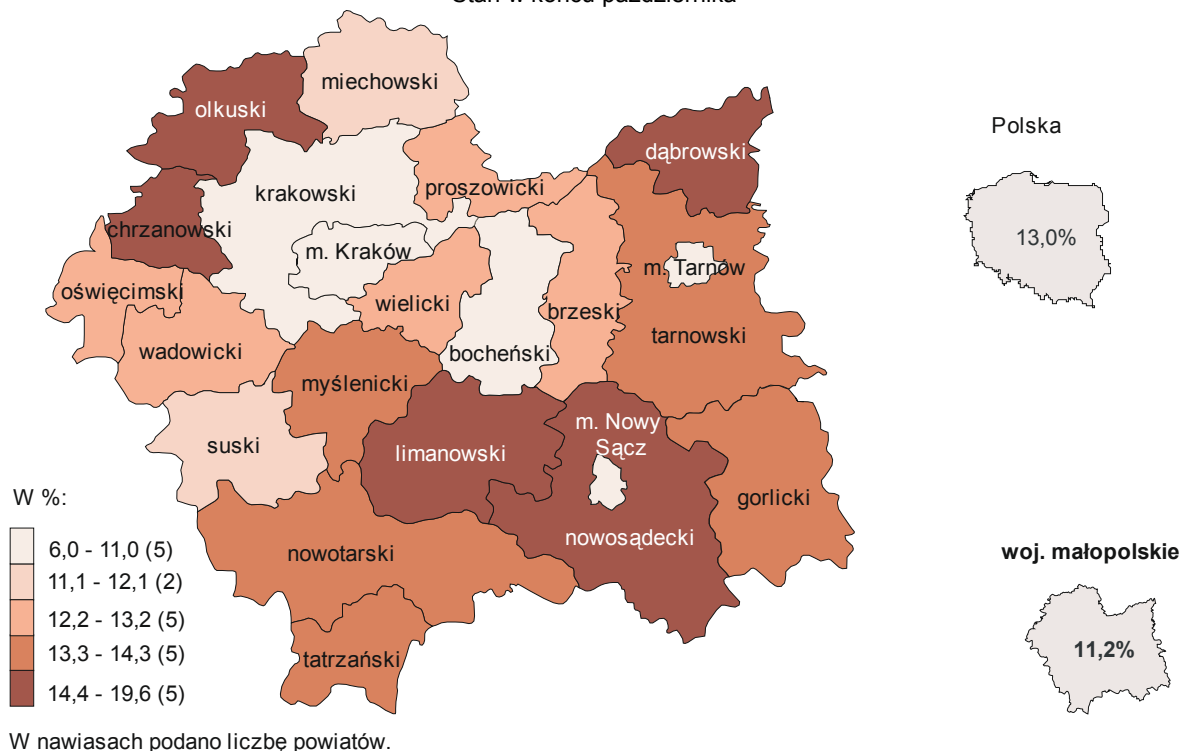 Stan w końcu października
miechowski
olkuski
dąbrowski
Polska
krakowski
proszowicki
chrzanowski
13,0%
m. Kraków
m. Tarnów
oświęcimski
wielicki
brzeski
tarnowski
wadowicki
bocheński
myślenicki
m. Nowy
Sącz
suski
limanowski
gorlicki
W %:
nowosądecki
6,0 - 11,0 (5)
nowotarski
woj. małopolskie
11,1 - 12,1 (2)
12,2 - 13,2 (5)
13,3 - 14,3 (5)
11,2%
tatrzański
14,4 - 19,6 (5)
W nawiasach podano liczbę powiatów.